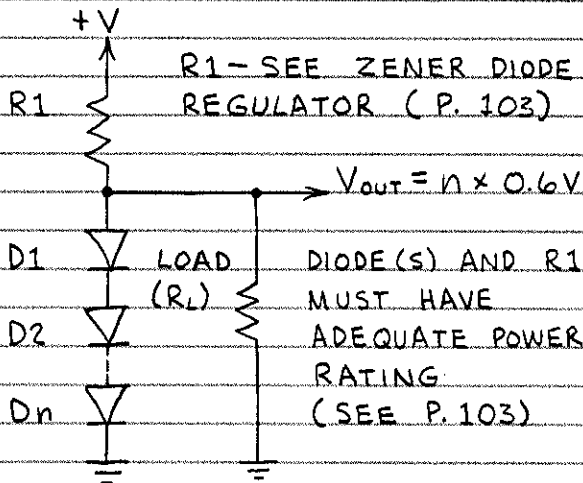 +V
R1
R1 - SEE ZENER DIODE
REGULATOR (P. 103)
VOUT = n × 0.6V
D1
LOAD
(RL)
D2
Dn
DIODE(S) AND R1
MUST HAVE
ADEQUATE POWER
RATING
(SEE P. 103)